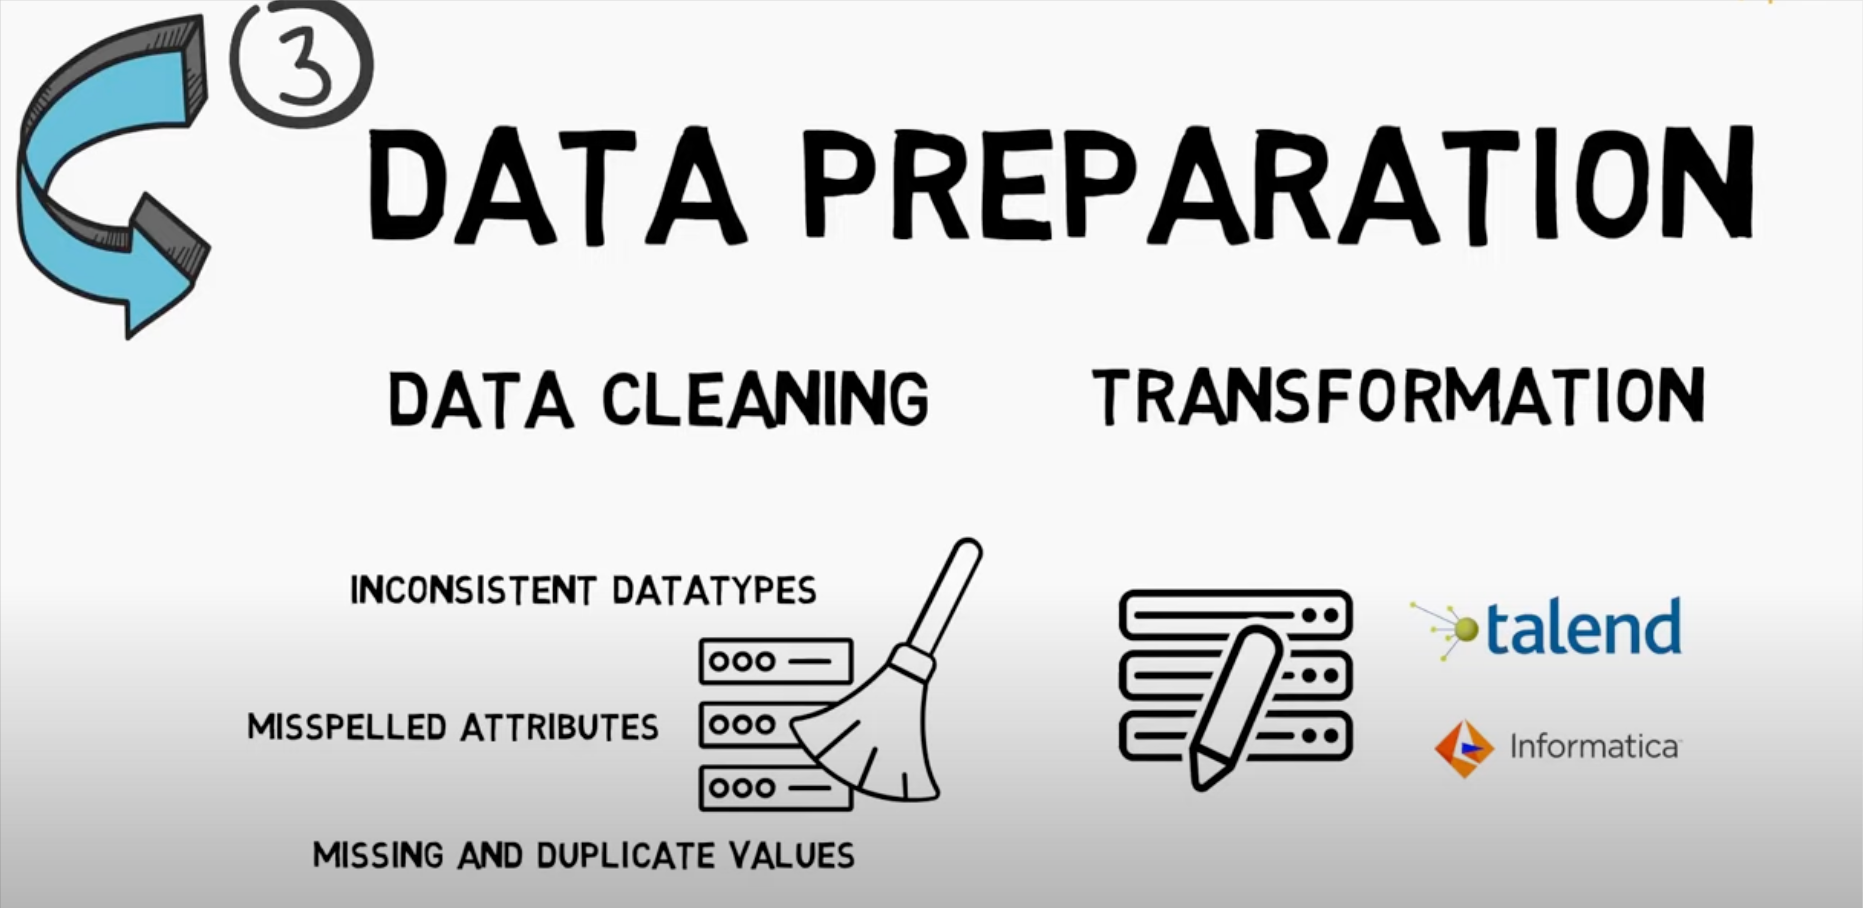 3
DATA PREPARATION
DATA CLEANING
TRANSFORMATION
INCONSISTENT DATATYPES
MISSPELLED ATTRIBUTES
MISSING AND DUPLICATE VALUES
talend
Informatica